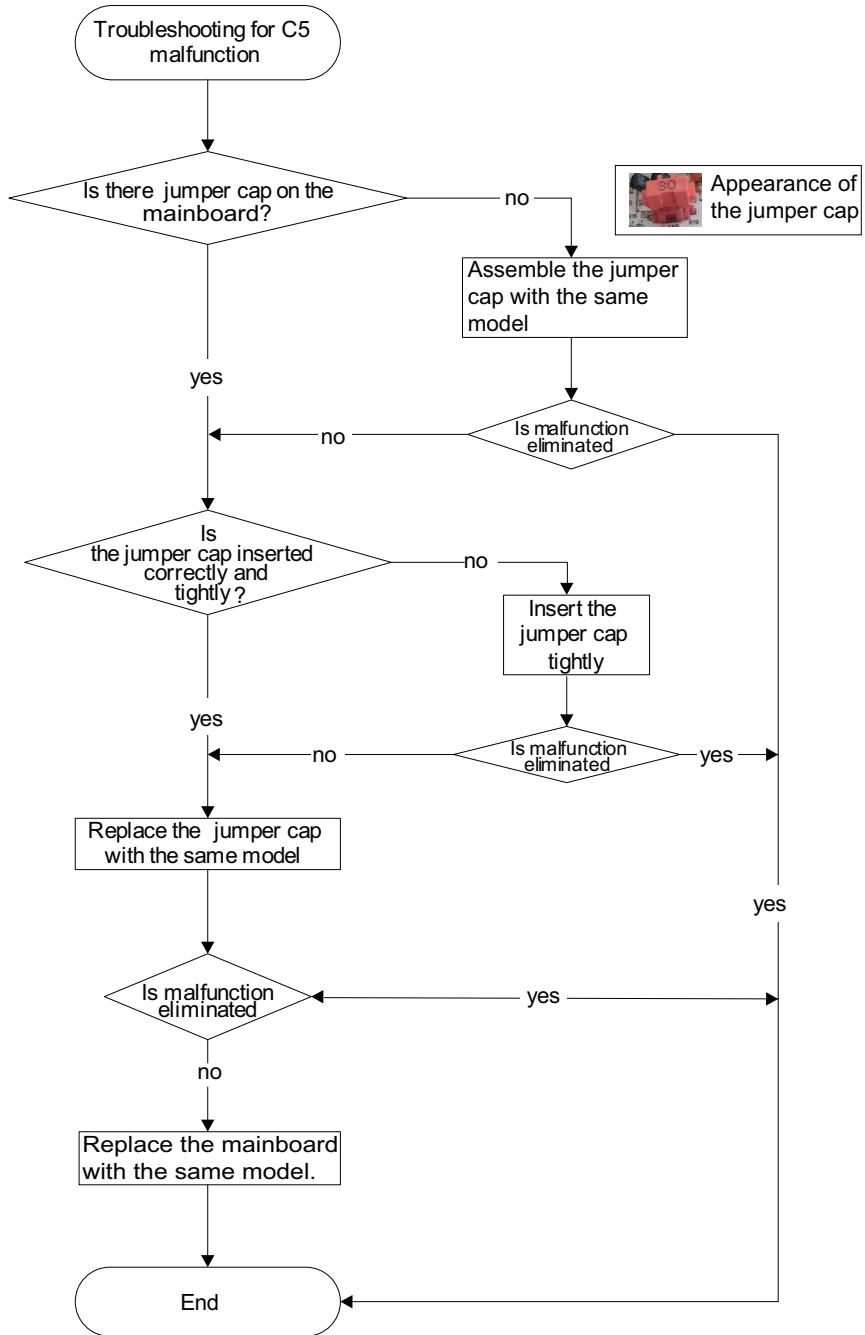 Troubleshooting for C5
malfunction
Is there jumper cap on the
mainboard?
no
30
Appearance of
the jumper cap
Assemble the jumper
cap with the same
model
yes
no
Is malfunction
eliminated
Is
the jumper cap inserted
correctly and
tightly?
no
Insert the
jumper cap
tightly
yes
no
Is malfunction
eliminated
yes
Replace the jumper cap
with the same model
yes
Is malfunction
eliminated
yes
no
Replace the mainboard
with the same model.
End